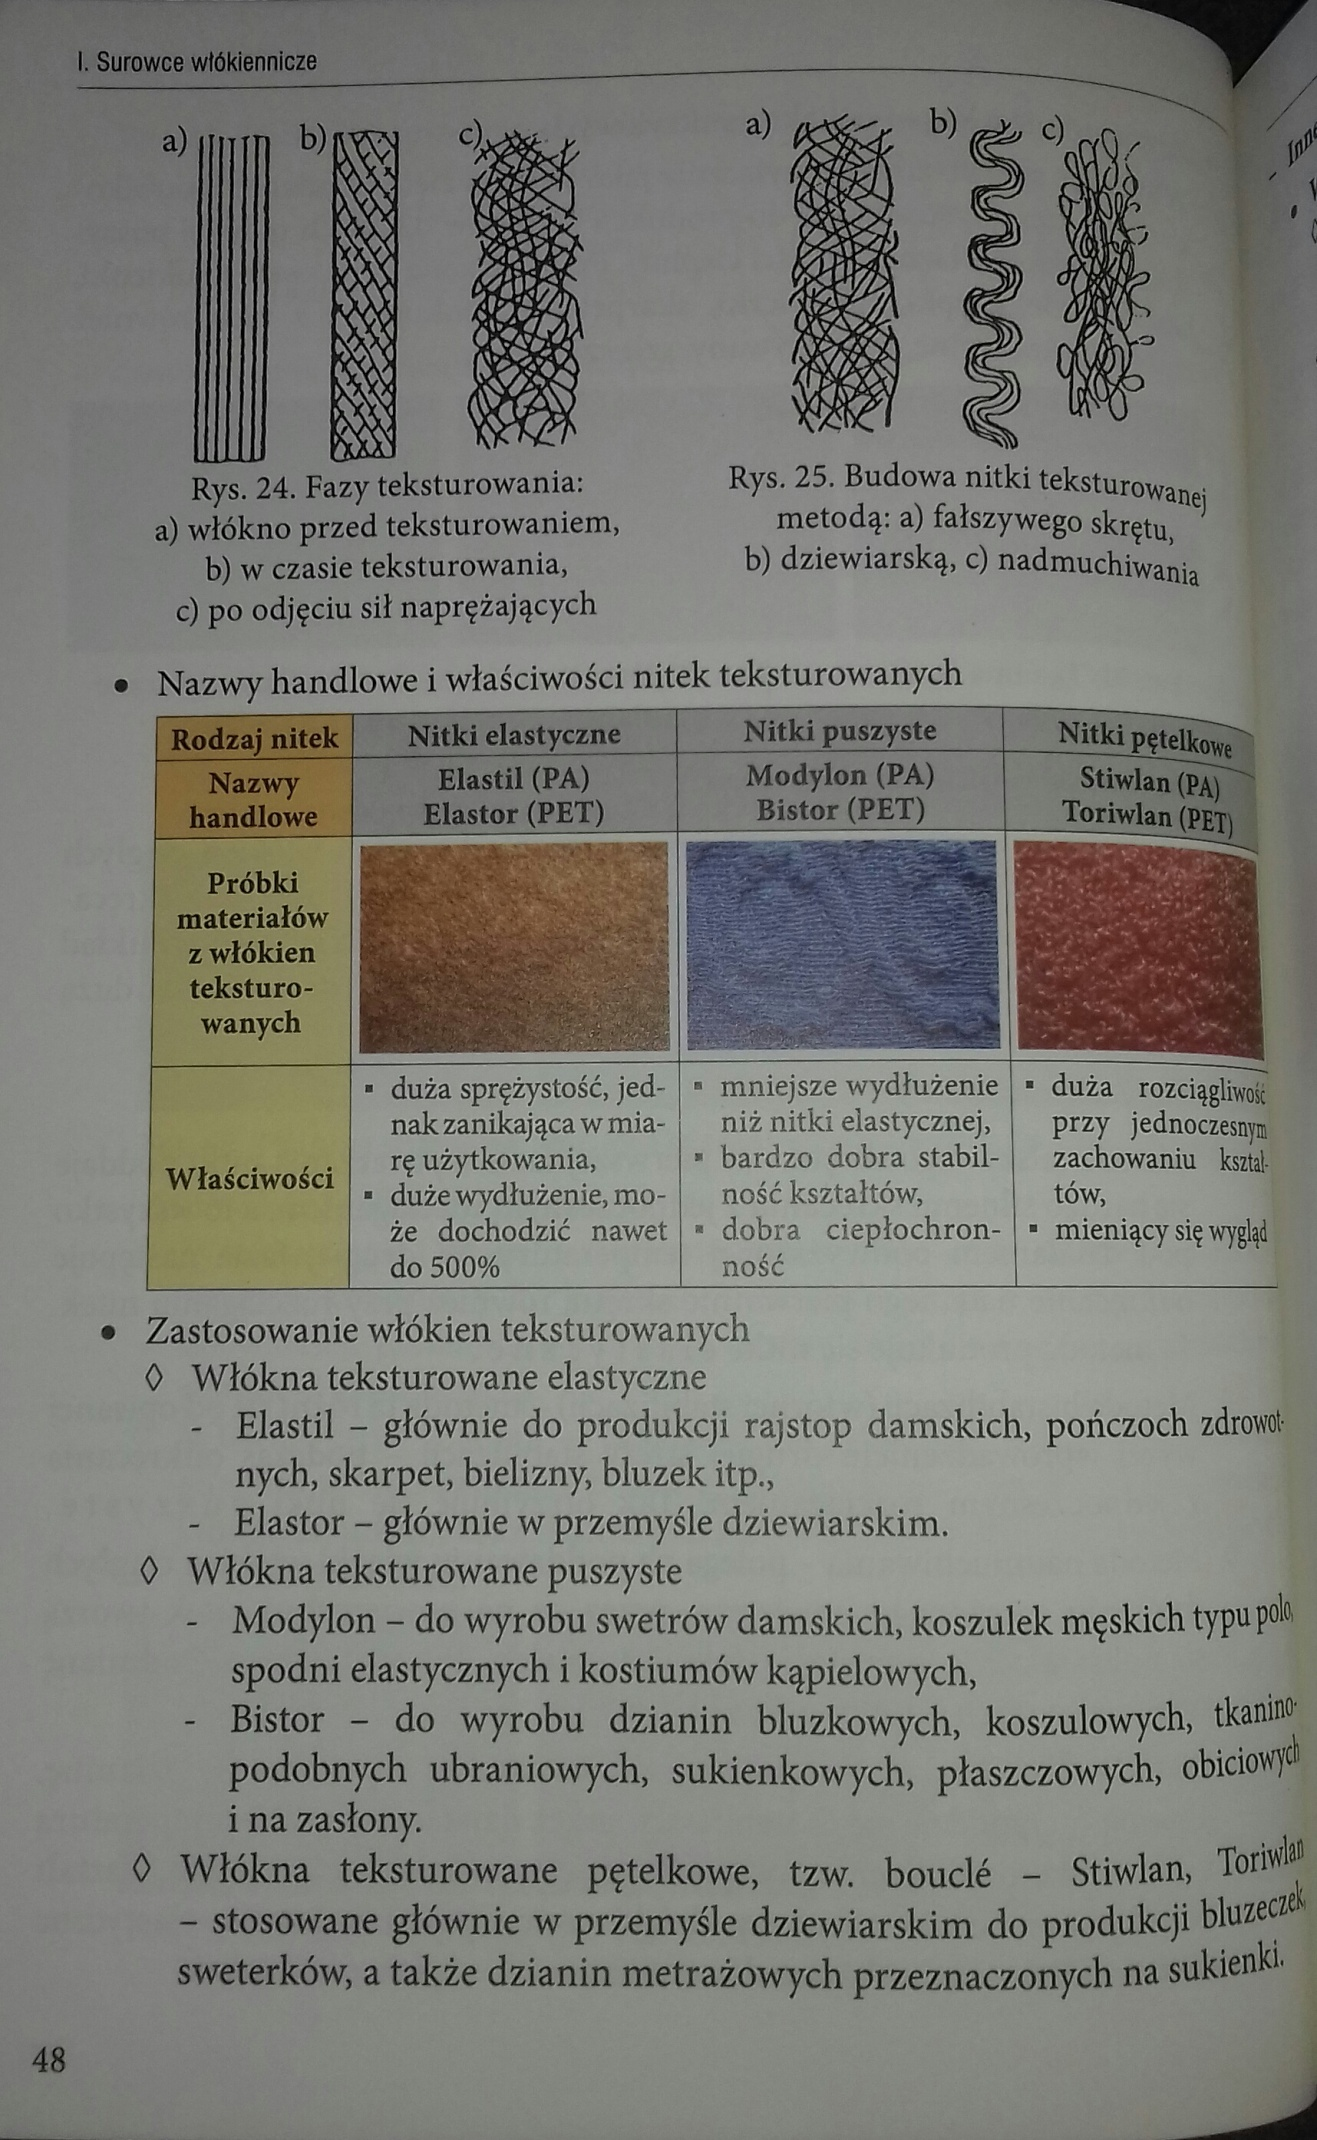 I. Surowce włókiennicze
a) b) c)
Rys. 24. Fazy teksturowania:
a) włókno przed teksturowaniem,
b) w czasie teksturowania,
c) po odjęciu sił naprężających
a) b) c)
Rys. 25. Budowa nitki teksturowanej
metodą: a) fałszywego skrętu,
b) dziewiarską, c) nadmuchiwania
• Nazwy handlowe i właściwości nitek teksturowanych
Rodzaj nitek
Nitki elastyczne
Nitki puszyste
Nitki pętelkowe
Nazwy
handlowe
Elastil (PA)
Elastor (PET)
Modylon (PA)
Bistor (PET)
Stiwlan (PA)
Toriwlan (PET)
Próbki
materiałów
z włókien
teksturo-
wanych
Właściwości
▪ duża sprężystość, jed-
nak zanikająca w mia-
rę użytkowania,
▪ duże wydłużenie, mo-
że dochodzić nawet
do 500%
▪ mniejsze wydłużenie
niż nitki elastycznej,
▪ bardzo dobra stabil-
ność kształtów,
▪ dobra ciepłochron-
ność
▪ duża rozciągliwość
przy jednoczesnym
zachowaniu kształ-
tów,
▪ mieniący się wygląd
• Zastosowanie włókien teksturowanych
◊ Włókna teksturowane elastyczne
- Elastil – głównie do produkcji rajstop damskich, pończoch zdrowot-
nych, skarpet, bielizny, bluzek itp.,
- Elastor – głównie w przemyśle dziewiarskim.
◊ Włókna teksturowane puszyste
- Modylon – do wyrobu swetrów damskich, koszulek męskich typu polo,
spodni elastycznych i kostiumów kąpielowych,
- Bistor – do wyrobu dzianin bluzkowych, koszulowych, tkanino-
podobnych ubraniowych, sukienkowych, płaszczowych, obiciowych
i na zasłony.
◊ Włókna teksturowane pętelkowe, tzw. bouclé – Stiwlan, Toriwlan
– stosowane głównie w przemyśle dziewiarskim do produkcji bluzeczek,
sweterków, a także dzianin metrażowych przeznaczonych na sukienki.
48